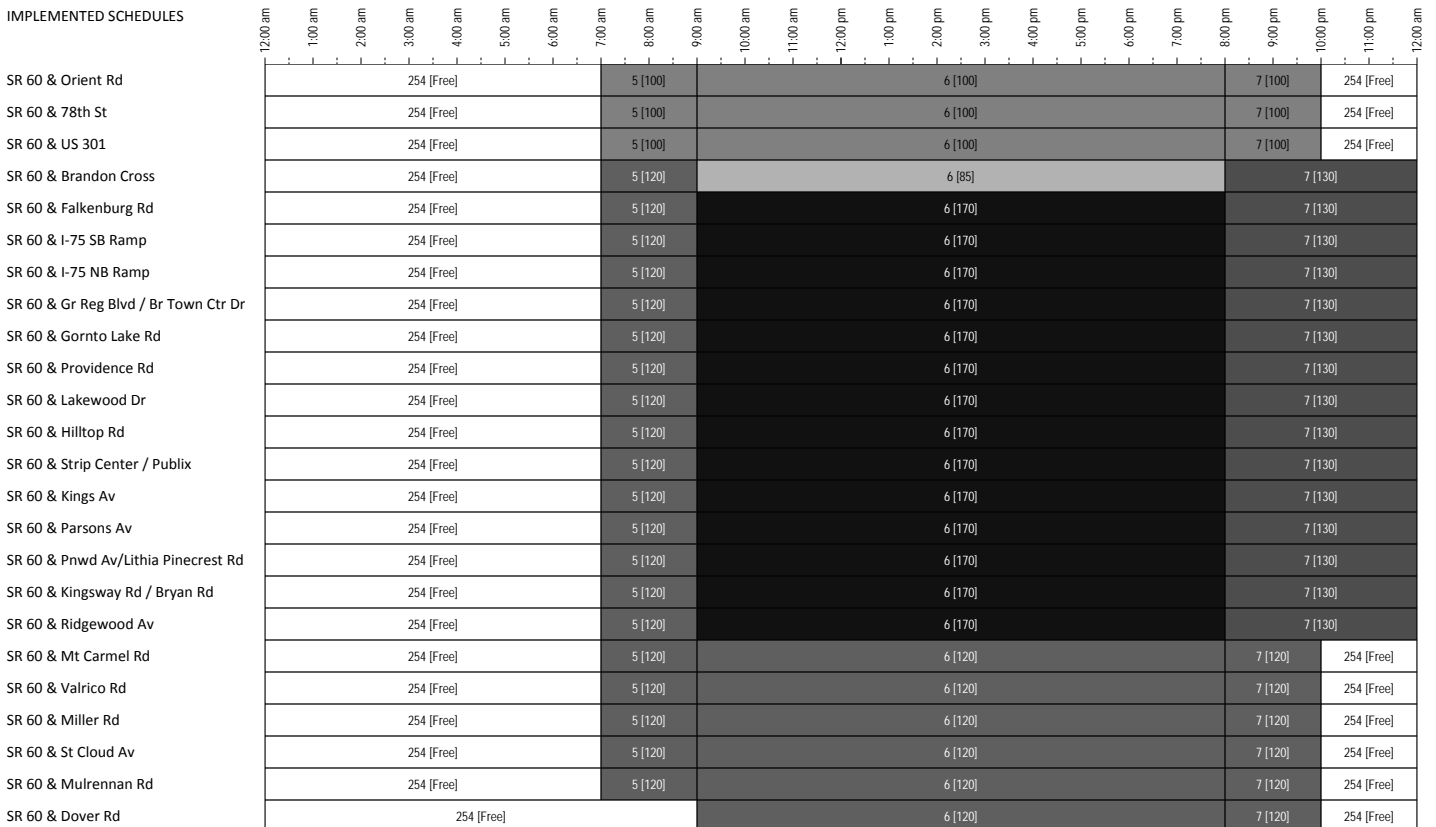 IMPLEMENTED SCHEDULES
12:00 am 1:00 am 2:00 am 3:00 am 4:00 am 5:00 am 6:00 am 7:00 am 8:00 am 9:00 am 10:00 am 11:00 am 12:00 pm 1:00 pm 2:00 pm 3:00 pm 4:00 pm 5:00 pm 6:00 pm 7:00 pm 8:00 pm 9:00 pm 10:00 pm 11:00 pm 12:00 am
SR 60 & Orient Rd 254 [Free] 5 [100] 6 [100] 7 [100] 254 [Free]
SR 60 & 78th St 254 [Free] 5 [100] 6 [100] 7 [100] 254 [Free]
SR 60 & US 301 254 [Free] 5 [100] 6 [100] 7 [100] 254 [Free]
SR 60 & Brandon Cross 254 [Free] 5 [120] 6 [85] 7 [130]
SR 60 & Falkenburg Rd 254 [Free] 5 [120] 6 [170] 7 [130]
SR 60 & I-75 SB Ramp 254 [Free] 5 [120] 6 [170] 7 [130]
SR 60 & I-75 NB Ramp 254 [Free] 5 [120] 6 [170] 7 [130]
SR 60 & Gr Reg Blvd / Br Town Ctr Dr 254 [Free] 5 [120] 6 [170] 7 [130]
SR 60 & Gornto Lake Rd 254 [Free] 5 [120] 6 [170] 7 [130]
SR 60 & Providence Rd 254 [Free] 5 [120] 6 [170] 7 [130]
SR 60 & Lakewood Dr 254 [Free] 5 [120] 6 [170] 7 [130]
SR 60 & Hilltop Rd 254 [Free] 5 [120] 6 [170] 7 [130]
SR 60 & Strip Center / Publix 254 [Free] 5 [120] 6 [170] 7 [130]
SR 60 & Kings Av 254 [Free] 5 [120] 6 [170] 7 [130]
SR 60 & Parsons Av 254 [Free] 5 [120] 6 [170] 7 [130]
SR 60 & Pnwd Av/Lithia Pinecrest Rd 254 [Free] 5 [120] 6 [170] 7 [130]
SR 60 & Kingsway Rd / Bryan Rd 254 [Free] 5 [120] 6 [170] 7 [130]
SR 60 & Ridgewood Av 254 [Free] 5 [120] 6 [170] 7 [130]
SR 60 & Mt Carmel Rd 254 [Free] 5 [120] 6 [120] 7 [120] 254 [Free]
SR 60 & Valrico Rd 254 [Free] 5 [120] 6 [120] 7 [120] 254 [Free]
SR 60 & Miller Rd 254 [Free] 5 [120] 6 [120] 7 [120] 254 [Free]
SR 60 & St Cloud Av 254 [Free] 5 [120] 6 [120] 7 [120] 254 [Free]
SR 60 & Mulrennan Rd 254 [Free] 5 [120] 6 [120] 7 [120] 254 [Free]
SR 60 & Dover Rd 254 [Free] 6 [120] 7 [120] 254 [Free]